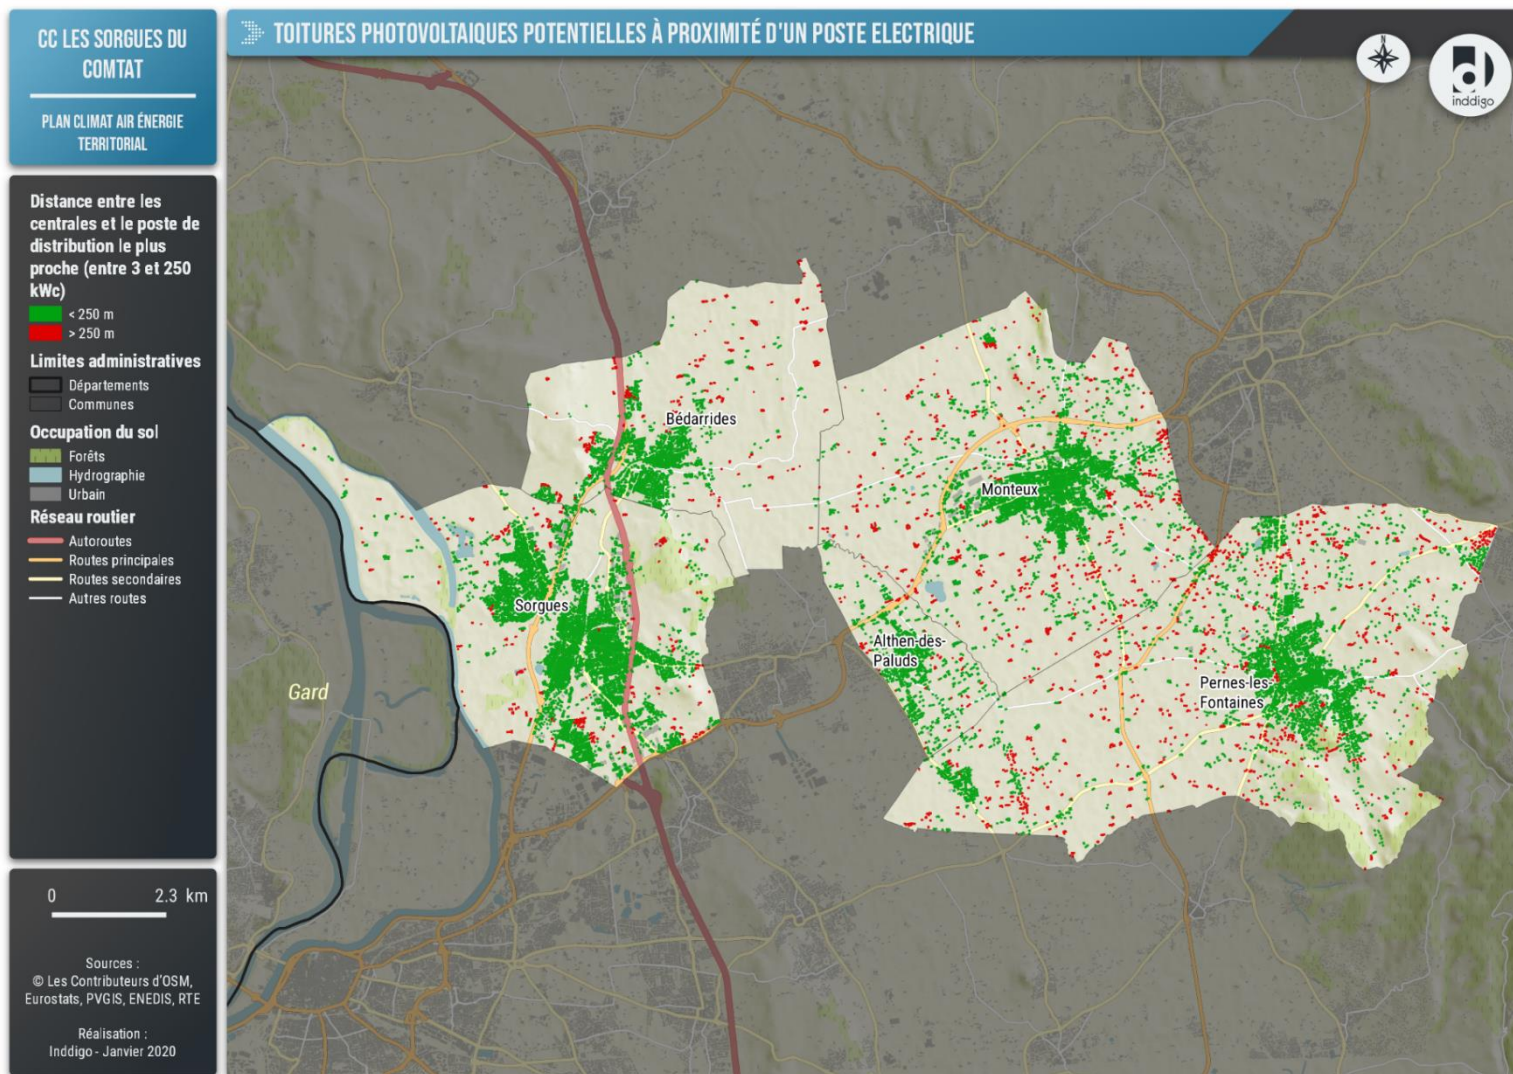 CC LES SORGUES DU
COMTAT
PLAN CLIMAT AIR ÉNERGIE
TERRITORIAL
TOITURES PHOTOVOLTAIQUES POTENTIELLES À PROXIMITÉ D'UN POSTE ELECTRIQUE
N
inddigo
Distance entre les
centrales et le poste de
distribution le plus
proche (entre 3 et 250
kWc)
< 250 m
> 250 m
Limites administratives
Départements
Communes
Occupation du sol
Forêts
Hydrographie
Urbain
Réseau routier
Autoroutes
Routes principales
Routes secondaires
Autres routes
Bédarrides
Monteux
Sorgues
Althen-des-
Paluds
Pernes-les-
Fontaines
Gard
0 2.3 km
Sources :
© Les Contributeurs d'OSM,
Eurostats, PVGIS, ENEDIS, RTE
Réalisation :
Inddigo - Janvier 2020